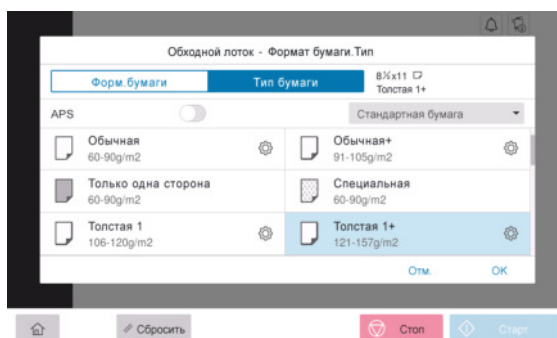 Обходной лоток - Формат бумаги.Тип
Форм.бумаги
Тип бумаги
8½x11
Толстая 1+
APS
Стандартная бумага
Обычная
60-90g/m2
Обычная+
91-105g/m2
Только одна сторона
60-90g/m2
Специальная
60-90g/m2
Толстая 1
106-120g/m2
Толстая 1+
121-157g/m2
Отм.
OK
Сбросить
Стоп
Старт